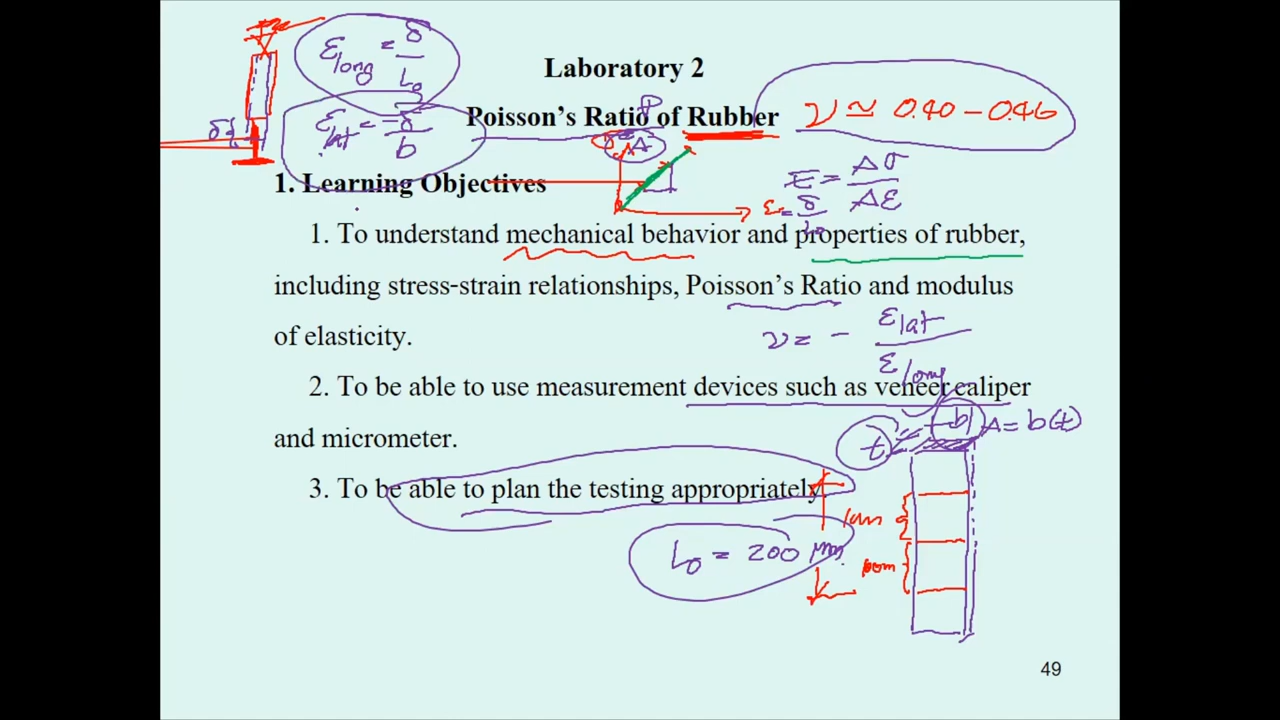 ε_long = δ / L₀
Laboratory 2
Poisson’s Ratio of Rubber
ν ≃ 0.40 – 0.46
ε_lat = –δ / b
P
σ = A
1. Learning Objectives
E = Δσ / Δε
ε = δ / L₀
1. To understand mechanical behavior and properties of rubber,
including stress-strain relationships, Poisson’s Ratio and modulus
of elasticity.
ν = – ε_lat / ε_long
2. To be able to use measurement devices such as veneer caliper
and micrometer.
t
b
A = b(t)
3. To be able to plan the testing appropriately.
L₀ = 200 mm.
49